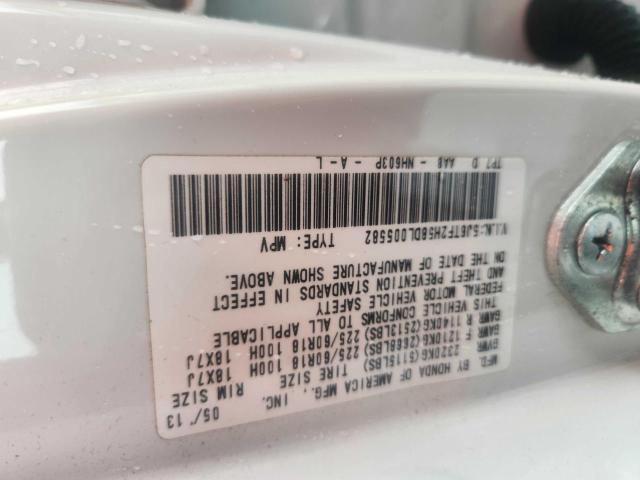 MFD. BY HONDA OF AMERICA MFG., INC. 05/13
TIRE SIZE RIM SIZE
GVWR 2320KG(5115LBS)
GAWR F 1210KG(2668LBS) 225/60R18 100H 18X7J
GAWR R 1140KG(2513LBS) 225/60R18 100H 18X7J
THIS VEHICLE CONFORMS TO ALL APPLICABLE
FEDERAL MOTOR VEHICLE SAFETY
AND THEFT PREVENTION STANDARDS IN EFFECT
ON THE DATE OF MANUFACTURE SHOWN ABOVE.
V.I.N.:5J6TF2H58DL005582 TYPE: MPV
TP7 D AAB - NH603P - A - L